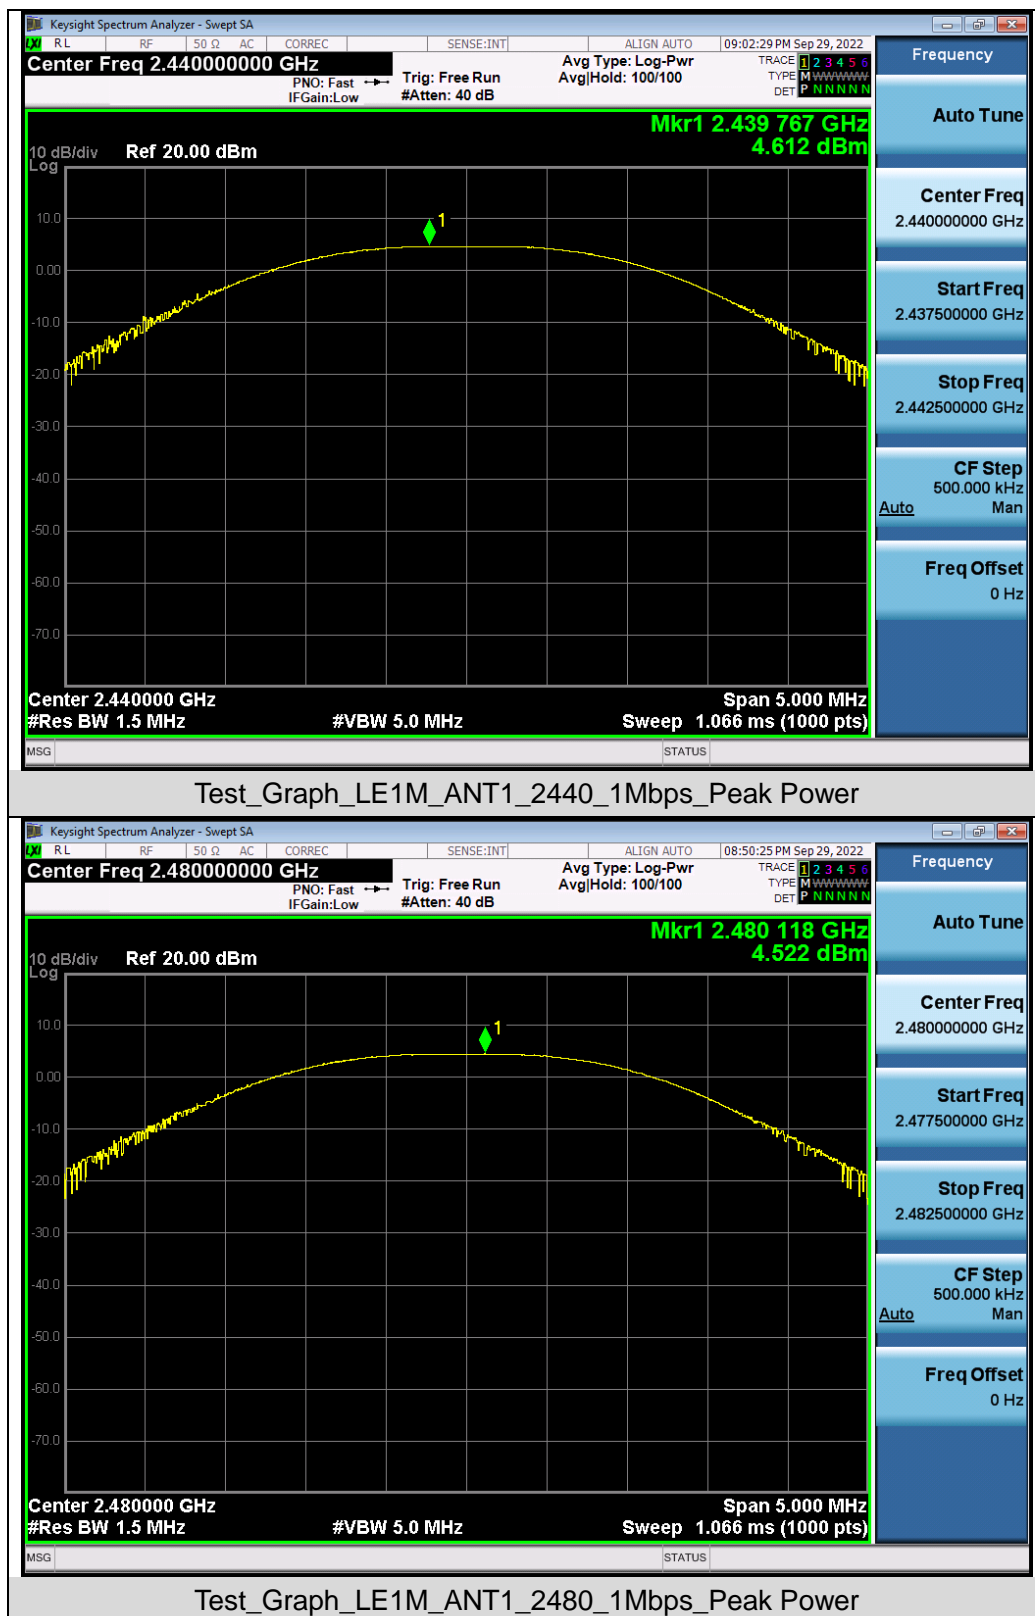 Keysight Spectrum Analyzer - Swept SA
LXI RL RF 50 Ω AC CORREC SENSE:INT ALIGN AUTO 09:02:29 PM Sep 29, 2022
Center Freq 2.440000000 GHz Avg Type: Log-Pwr TRACE 1 2 3 4 5 6
PNO: Fast Trig: Free Run Avg|Hold: 100/100 TYPE M WWWWW
IFGain:Low #Atten: 40 dB DET P N N N N N
Mkr1 2.439 767 GHz
10 dB/div Ref 20.00 dBm 4.612 dBm
Log
1
10.0
0.00
-10.0
-20.0
-30.0
-40.0
-50.0
-60.0
-70.0
Center 2.440000 GHz Span 5.000 MHz
#Res BW 1.5 MHz #VBW 5.0 MHz Sweep 1.066 ms (1000 pts)
MSG STATUS
Frequency
Auto Tune
Center Freq
2.440000000 GHz
Start Freq
2.437500000 GHz
Stop Freq
2.442500000 GHz
CF Step
500.000 kHz
Auto Man
Freq Offset
0 Hz
Test_Graph_LE1M_ANT1_2440_1Mbps_Peak Power
Keysight Spectrum Analyzer - Swept SA
LXI RL RF 50 Ω AC CORREC SENSE:INT ALIGN AUTO 08:50:25 PM Sep 29, 2022
Center Freq 2.480000000 GHz Avg Type: Log-Pwr TRACE 1 2 3 4 5 6
PNO: Fast Trig: Free Run Avg|Hold: 100/100 TYPE M WWWWW
IFGain:Low #Atten: 40 dB DET P N N N N N
Mkr1 2.480 118 GHz
10 dB/div Ref 20.00 dBm 4.522 dBm
Log
1
10.0
0.00
-10.0
-20.0
-30.0
-40.0
-50.0
-60.0
-70.0
Center 2.480000 GHz Span 5.000 MHz
#Res BW 1.5 MHz #VBW 5.0 MHz Sweep 1.066 ms (1000 pts)
MSG STATUS
Frequency
Auto Tune
Center Freq
2.480000000 GHz
Start Freq
2.477500000 GHz
Stop Freq
2.482500000 GHz
CF Step
500.000 kHz
Auto Man
Freq Offset
0 Hz
Test_Graph_LE1M_ANT1_2480_1Mbps_Peak Power